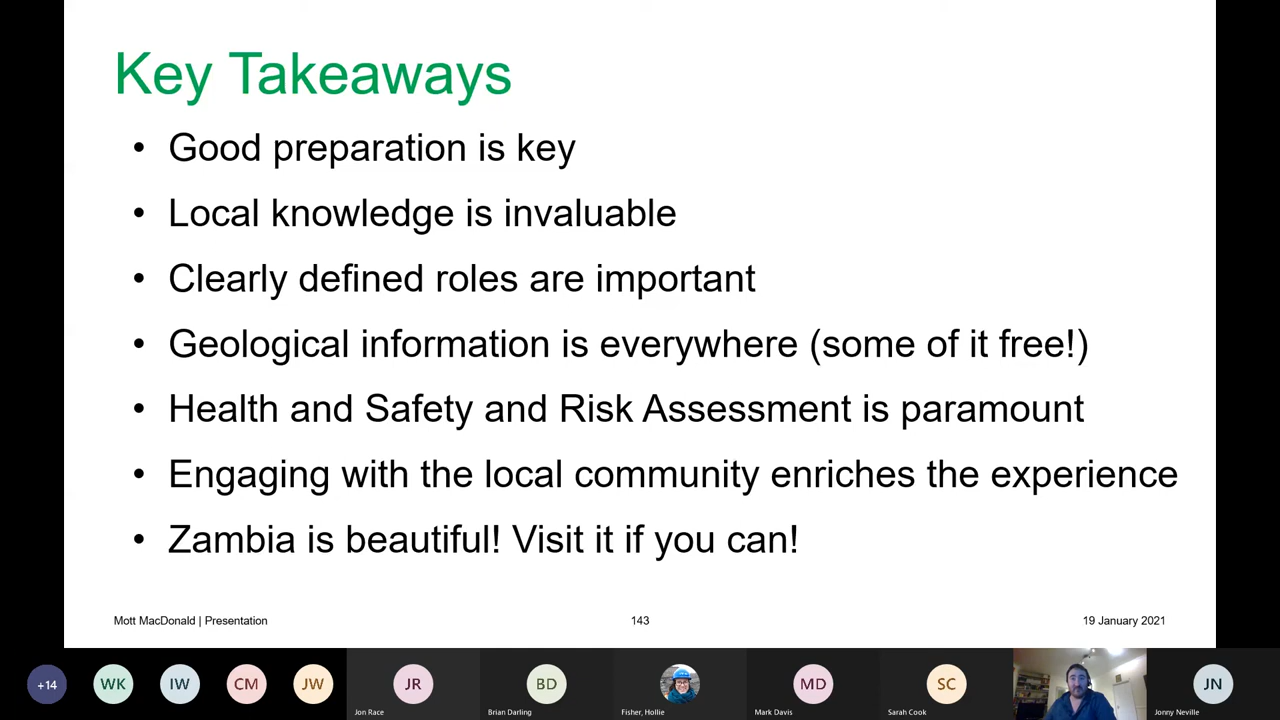 Key Takeaways
• Good preparation is key
• Local knowledge is invaluable
• Clearly defined roles are important
• Geological information is everywhere (some of it free!)
• Health and Safety and Risk Assessment is paramount
• Engaging with the local community enriches the experience
• Zambia is beautiful! Visit it if you can!
Mott MacDonald | Presentation
143
19 January 2021
+14
WK
IW
CM
JW
JR
BD
MD
SC
JN
Jon Race
Brian Darling
Fisher, Hollie
Mark Davis
Sarah Cook
Jonny Neville